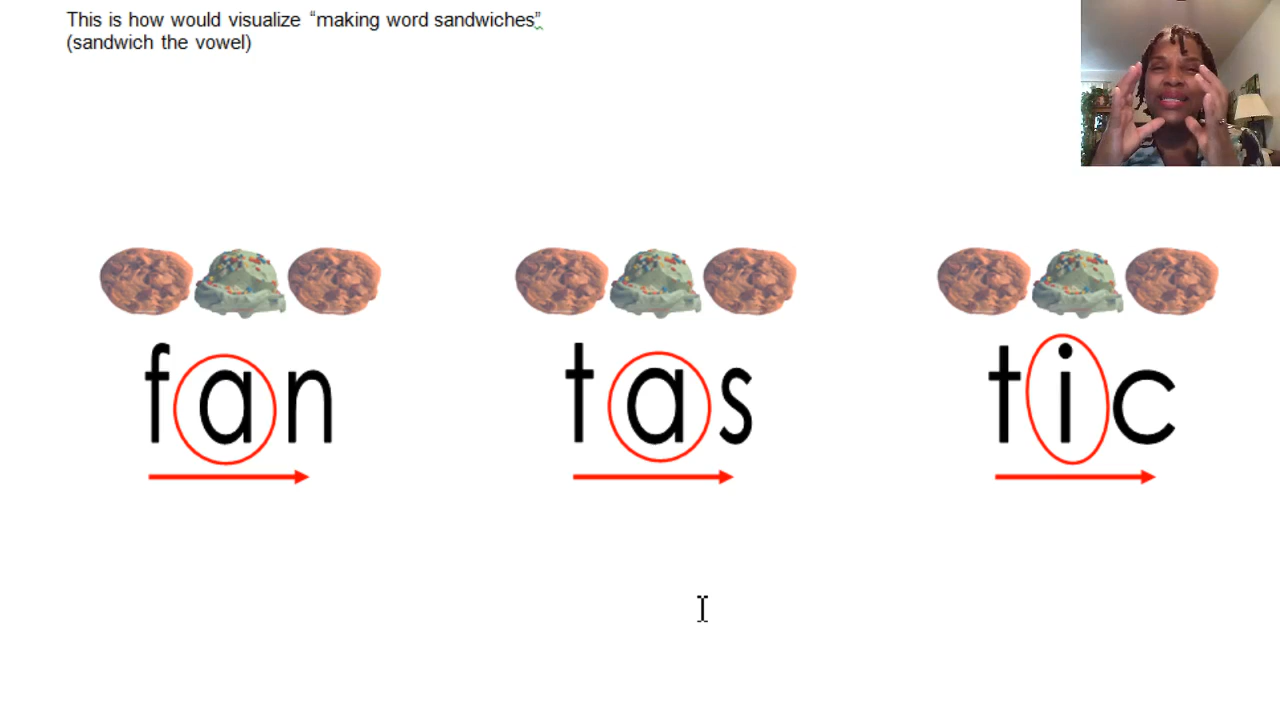 This is how would visualize “making word sandwiches”
(sandwich the vowel)
fan tas tic